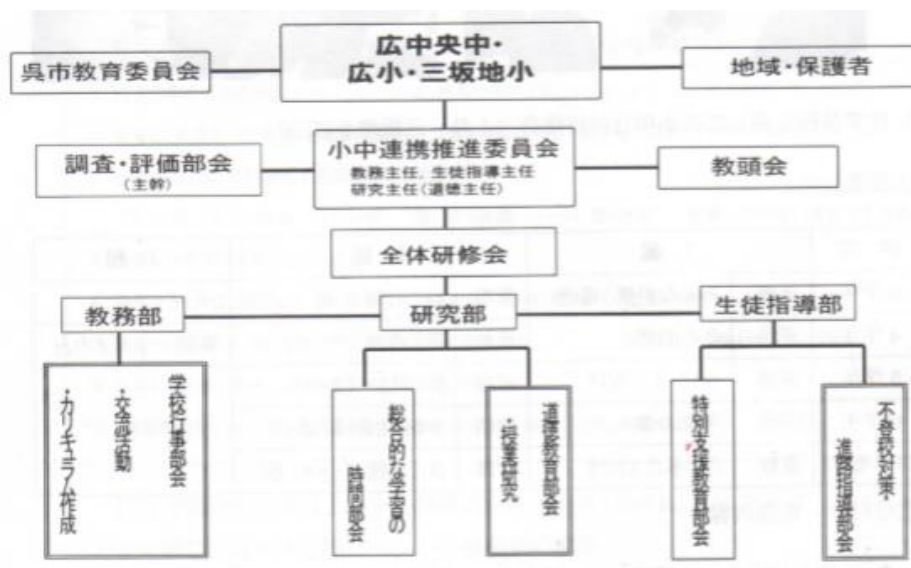 広中央中・
広小・三坂地小
呉市教育委員会
地域・保護者
小中連携推進委員会
教務主任, 生徒指導主任
研究主任(道徳主任)
調査・評価部会
(主幹)
教頭会
全体研修会
教務部
研究部
生徒指導部
学校行事部会
・交流活動
・カリキュラム作成
総合的な学習の
時間部会
道徳教育部会
・授業研究
特別支援教育部会
不登校対策・
進路指導部会